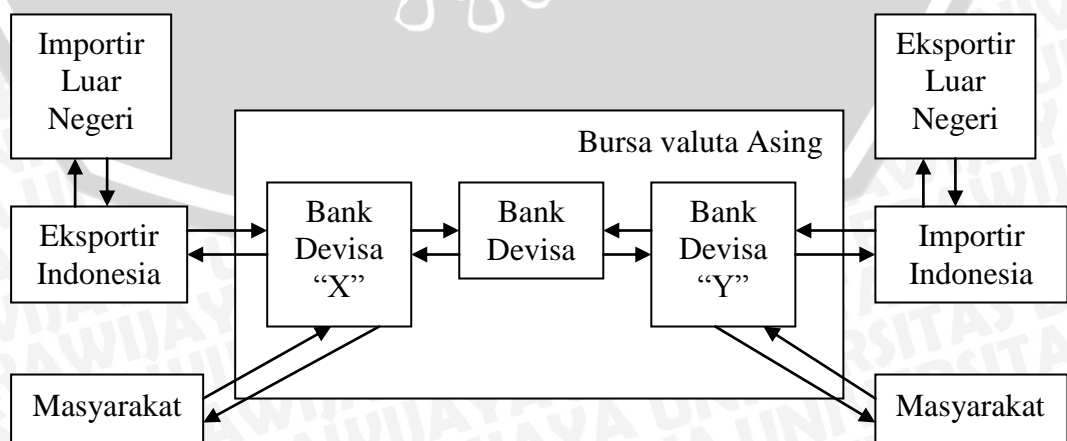 Importir
Luar
Negeri
Eksportir
Luar
Negeri
Bursa valuta Asing
Eksportir
Indonesia
Bank
Devisa
“X”
Bank
Devisa
Bank
Devisa
“Y”
Importir
Indonesia
Masyarakat
Masyarakat